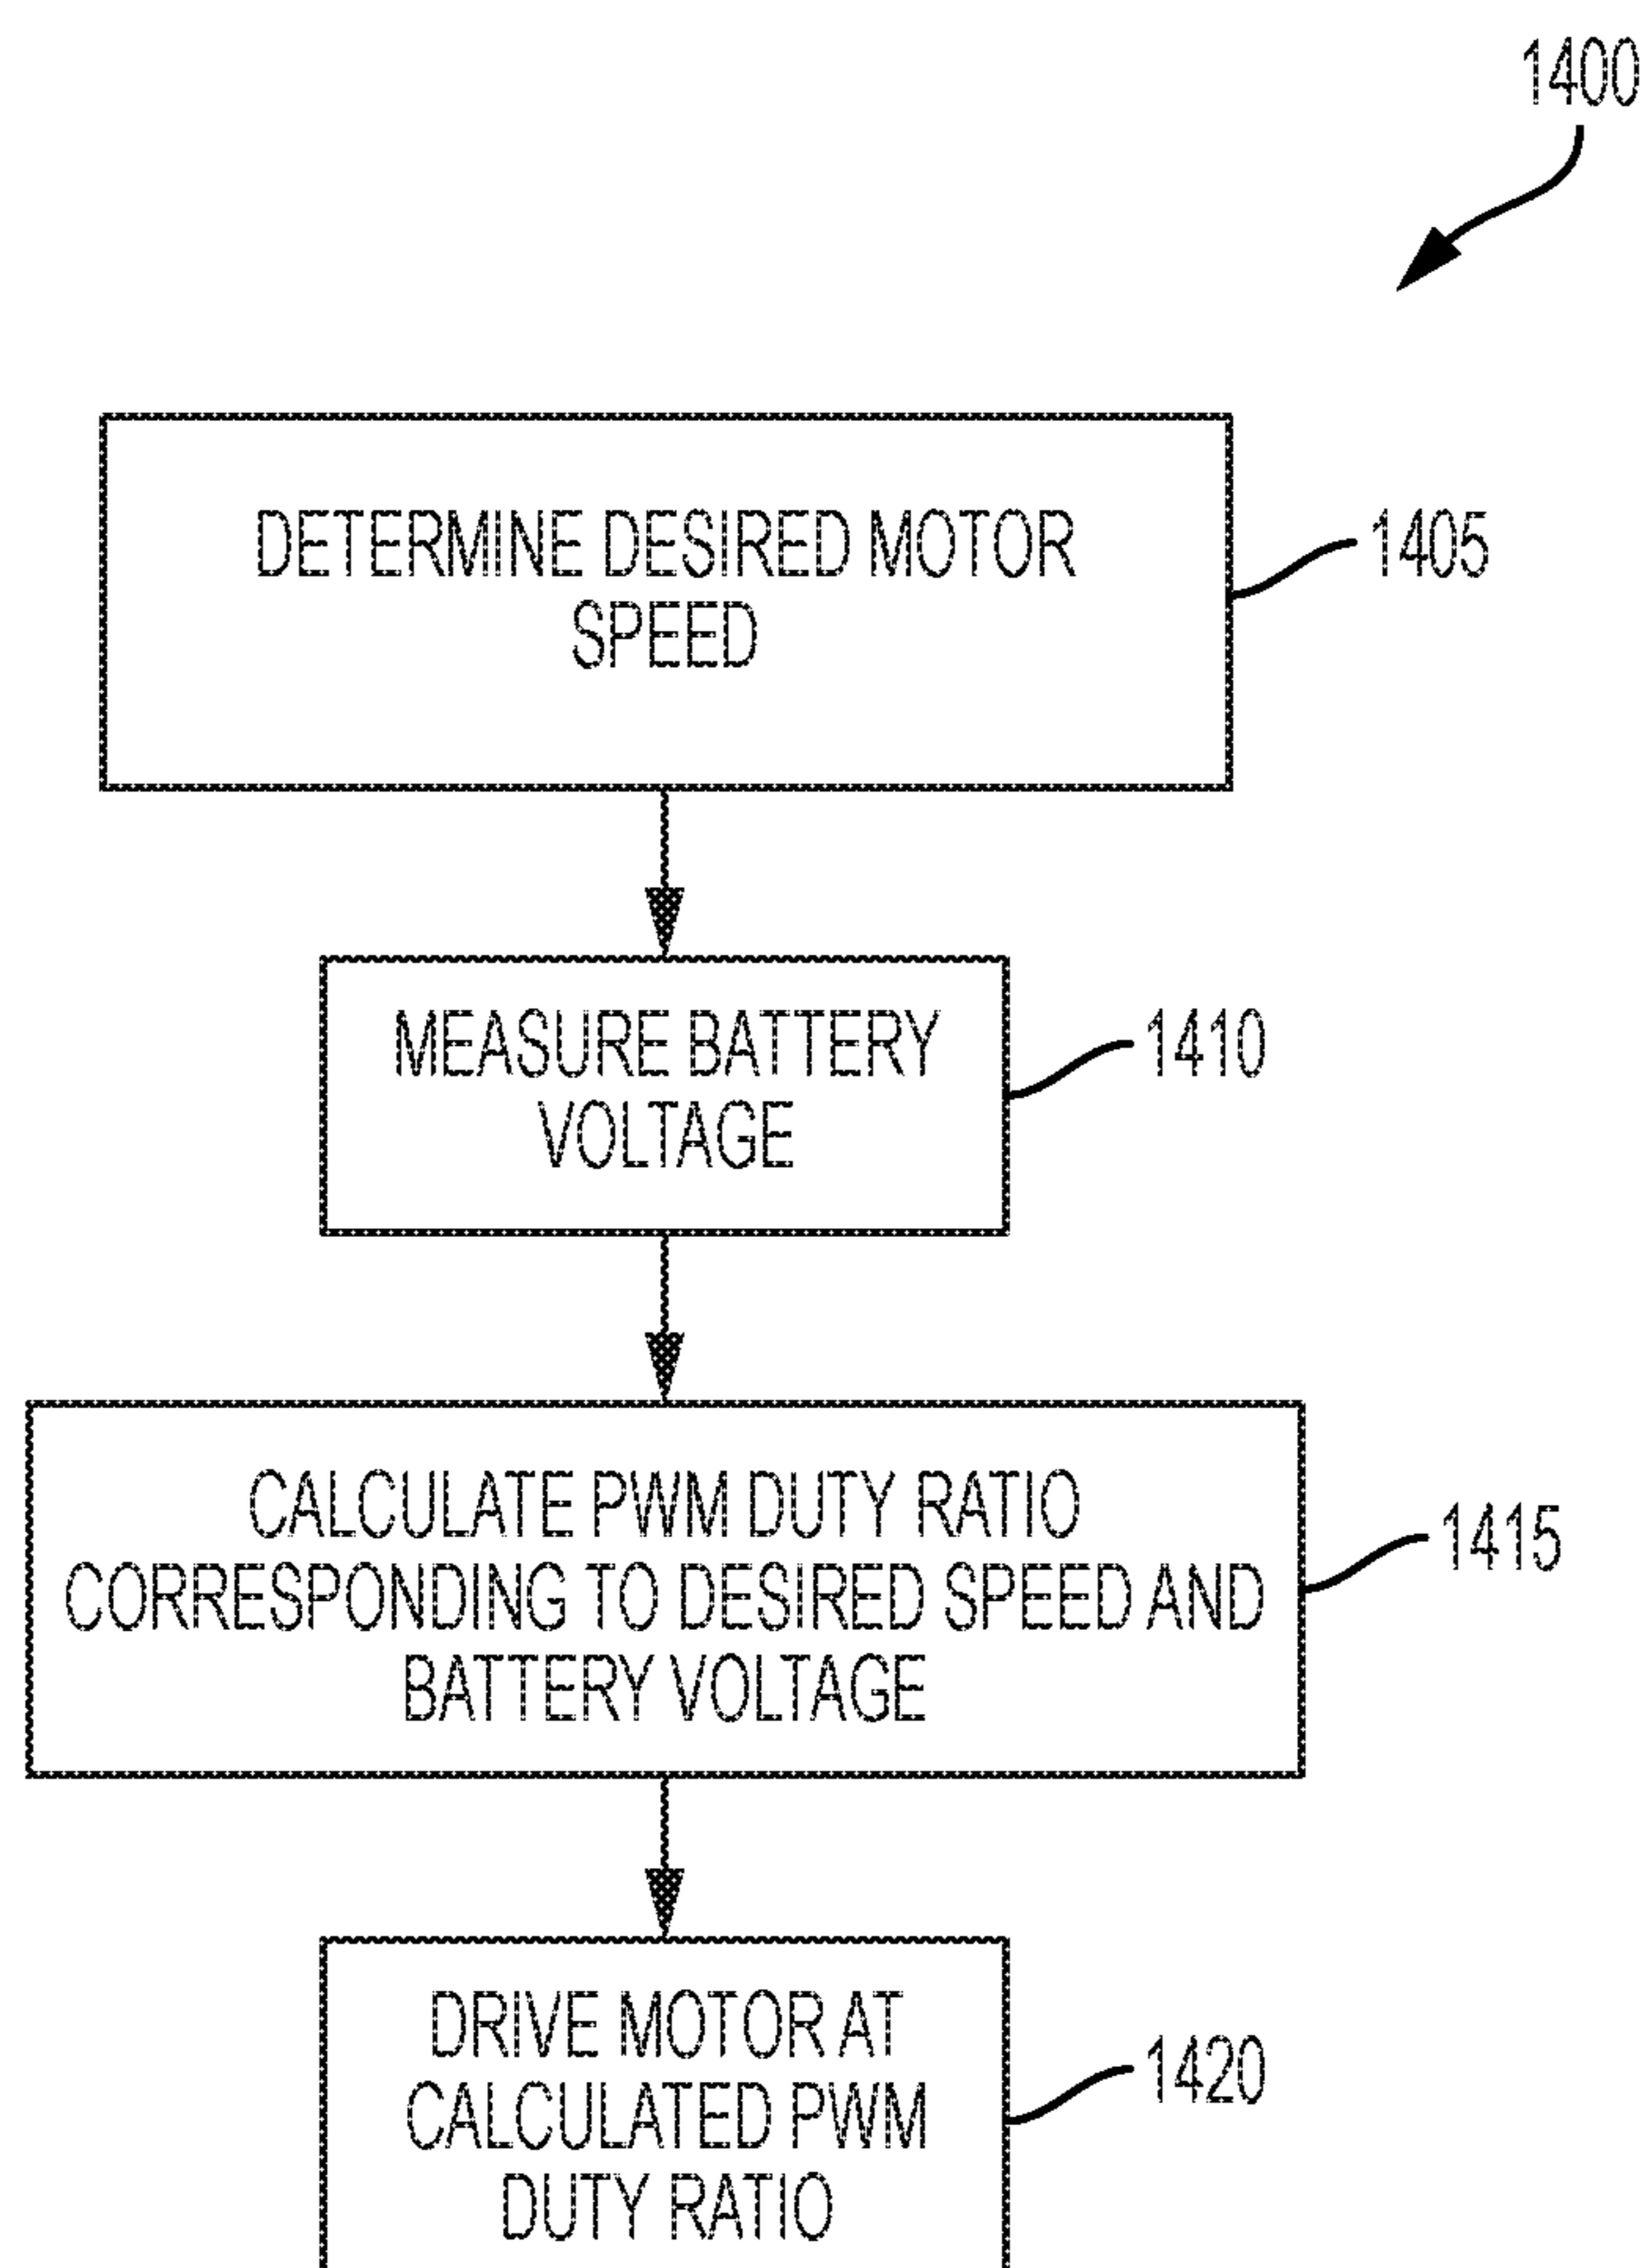 1400
DETERMINE DESIRED MOTOR
SPEED
1405
MEASURE BATTERY
VOLTAGE
1410
CALCULATE PWM DUTY RATIO
CORRESPONDING TO DESIRED SPEED AND
BATTERY VOLTAGE
1415
DRIVE MOTOR AT
CALCULATED PWM
DUTY RATIO
1420